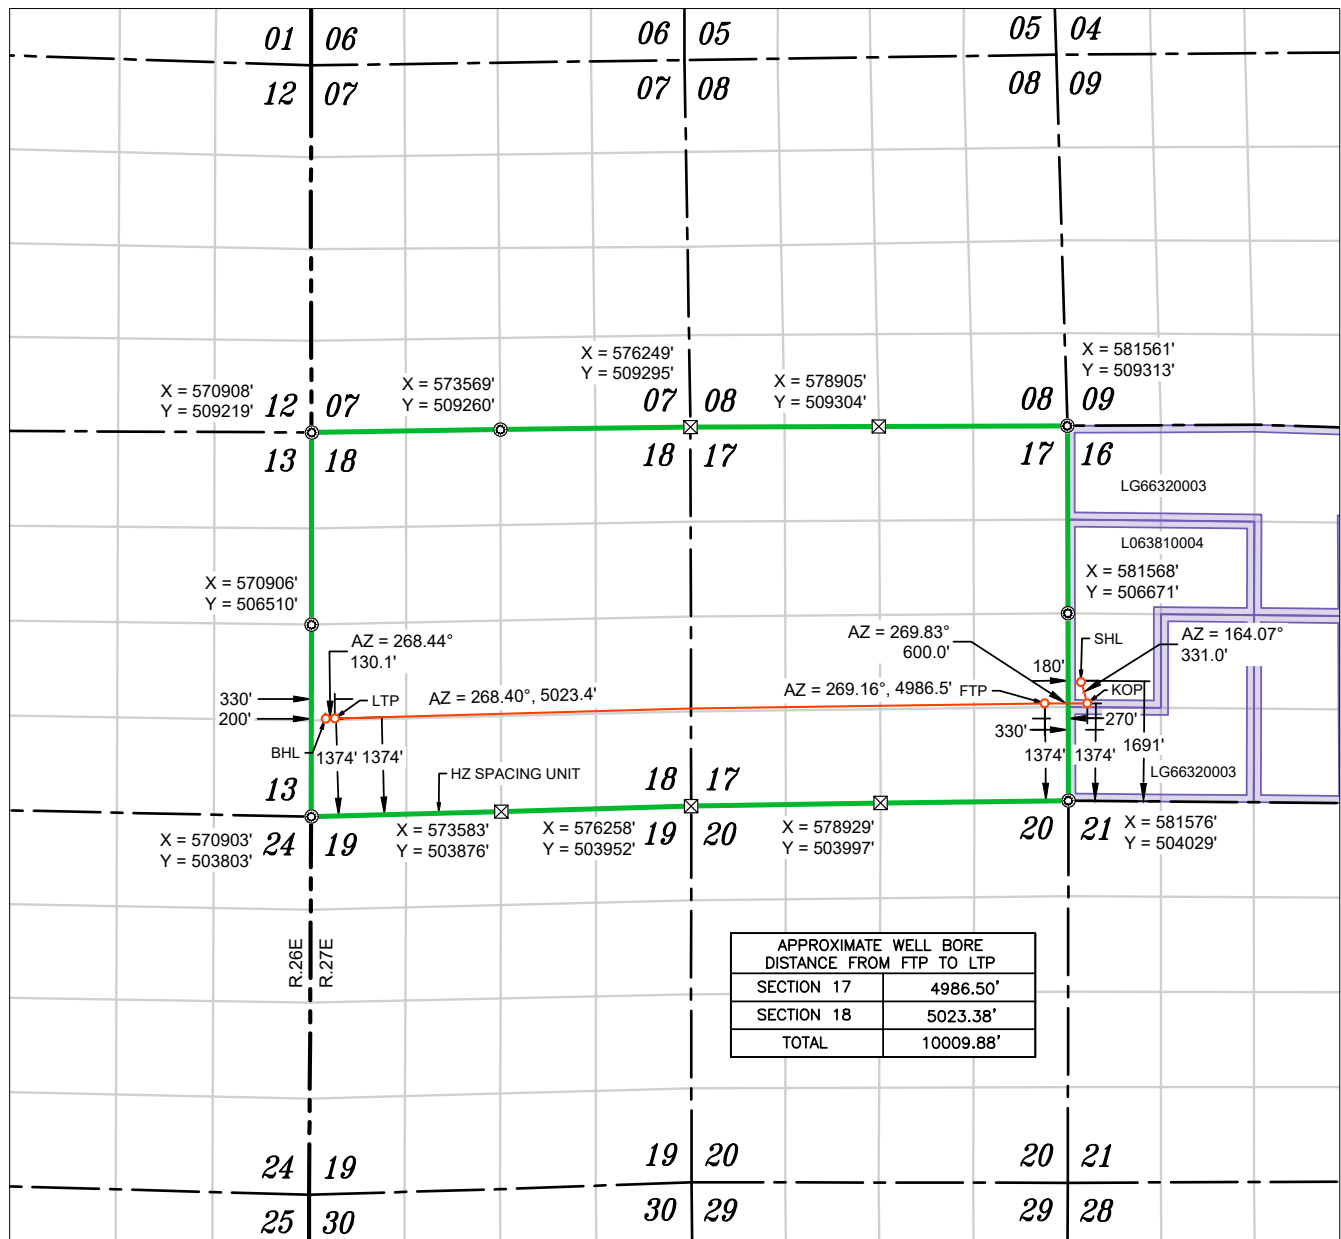 01 06
06 05
05 04
12 07
07 08
08 09
X = 576249'
Y = 509295'
X = 581561'
Y = 509313'
X = 570908'
Y = 509219'
X = 573569'
Y = 509260'
X = 578905'
Y = 509304'
12 07
07 08
08 09
13 18
18 17
17 16
LG66320003
L063810004
X = 570906'
Y = 506510'
X = 581568'
Y = 506671'
AZ = 268.44°
130.1'
AZ = 269.83°
600.0'
SHL
AZ = 164.07°
331.0'
180'
330'
200'
LTP
AZ = 268.40°, 5023.4'
AZ = 269.16°, 4986.5'
FTP
KOP
270'
330'
BHL
1374'
1374'
1374'
1374'
1691'
HZ SPACING UNIT
LG66320003
13
18 17
24 19
19 20
20 21
X = 570903'
Y = 503803'
X = 573583'
Y = 503876'
X = 576258'
Y = 503952'
X = 578929'
Y = 503997'
X = 581576'
Y = 504029'
R.26E
R.27E
APPROXIMATE WELL BORE
DISTANCE FROM FTP TO LTP
SECTION 17 4986.50'
SECTION 18 5023.38'
TOTAL 10009.88'
24 19
19 20
20 21
25 30
30 29
29 28